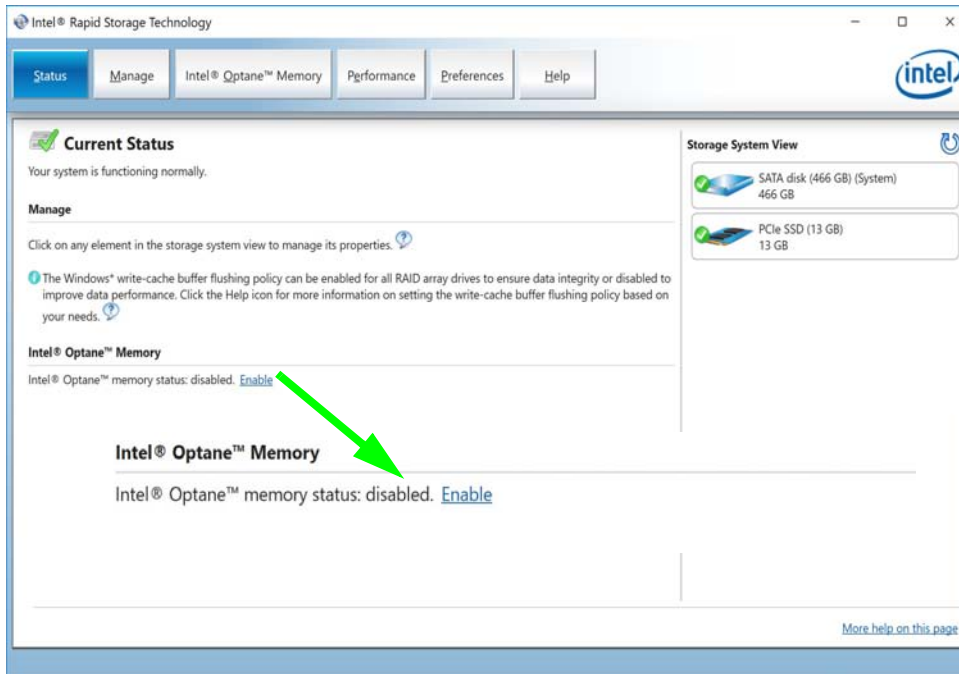 Intel® Rapid Storage Technology
Status
Manage
Intel® Optane™ Memory
Performance
Preferences
Help
intel
Current Status
Your system is functioning normally.
Manage
Click on any element in the storage system view to manage its properties.
The Windows* write-cache buffer flushing policy can be enabled for all RAID array drives to ensure data integrity or disabled to
improve data performance. Click the Help icon for more information on setting the write-cache buffer flushing policy based on
your needs.
Intel® Optane™ Memory
Intel® Optane™ memory status: disabled. Enable
Intel® Optane™ Memory
Intel® Optane™ memory status: disabled. Enable
Storage System View
SATA disk (466 GB) (System)
466 GB
PCIe SSD (13 GB)
13 GB
More help on this page